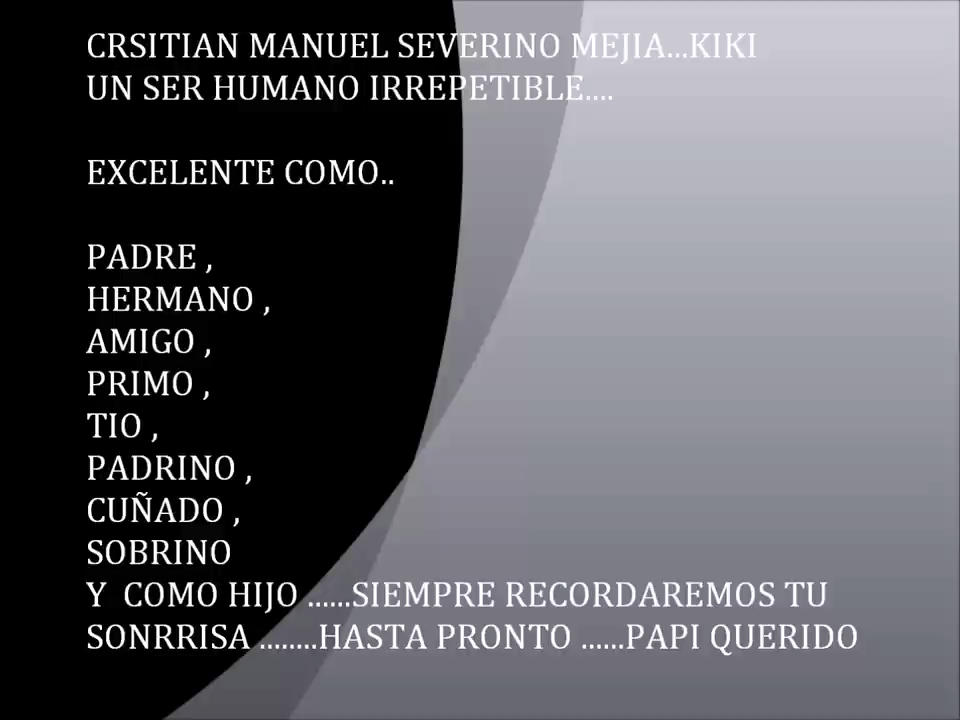 CRSITIAN MANUEL SEVERINO MEJIA...KIKI
UN SER HUMANO IRREPETIBLE....
EXCELENTE COMO..
PADRE ,
HERMANO ,
AMIGO ,
PRIMO ,
TIO ,
PADRINO ,
CUÑADO ,
SOBRINO
Y  COMO HIJO ......SIEMPRE RECORDAREMOS TU
SONRRISA ........HASTA PRONTO ......PAPI QUERIDO